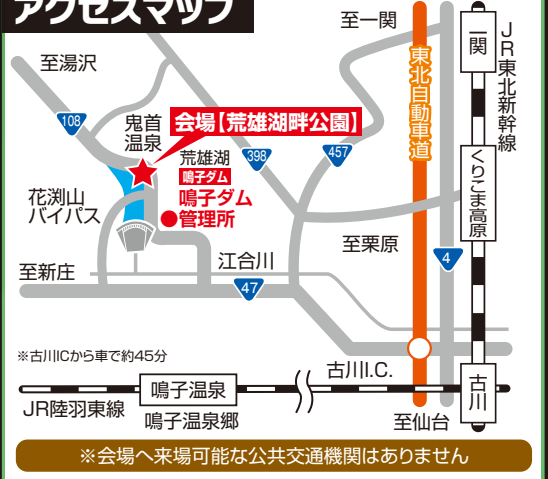 アクセスマップ
至一関
一関
JR東北新幹線
至湯沢
東北自動車道
108
鬼首
温泉
会場【荒雄湖畔公園】
荒雄湖
398
457
鳴子ダム
鳴子ダム
管理所
くりこま高原
花渕山
バイパス
至栗原
4
江合川
至新庄
47
※古川ICから車で約45分
古川I.C.
古川
鳴子温泉
JR陸羽東線
鳴子温泉郷
至仙台
※会場へ来場可能な公共交通機関はありません